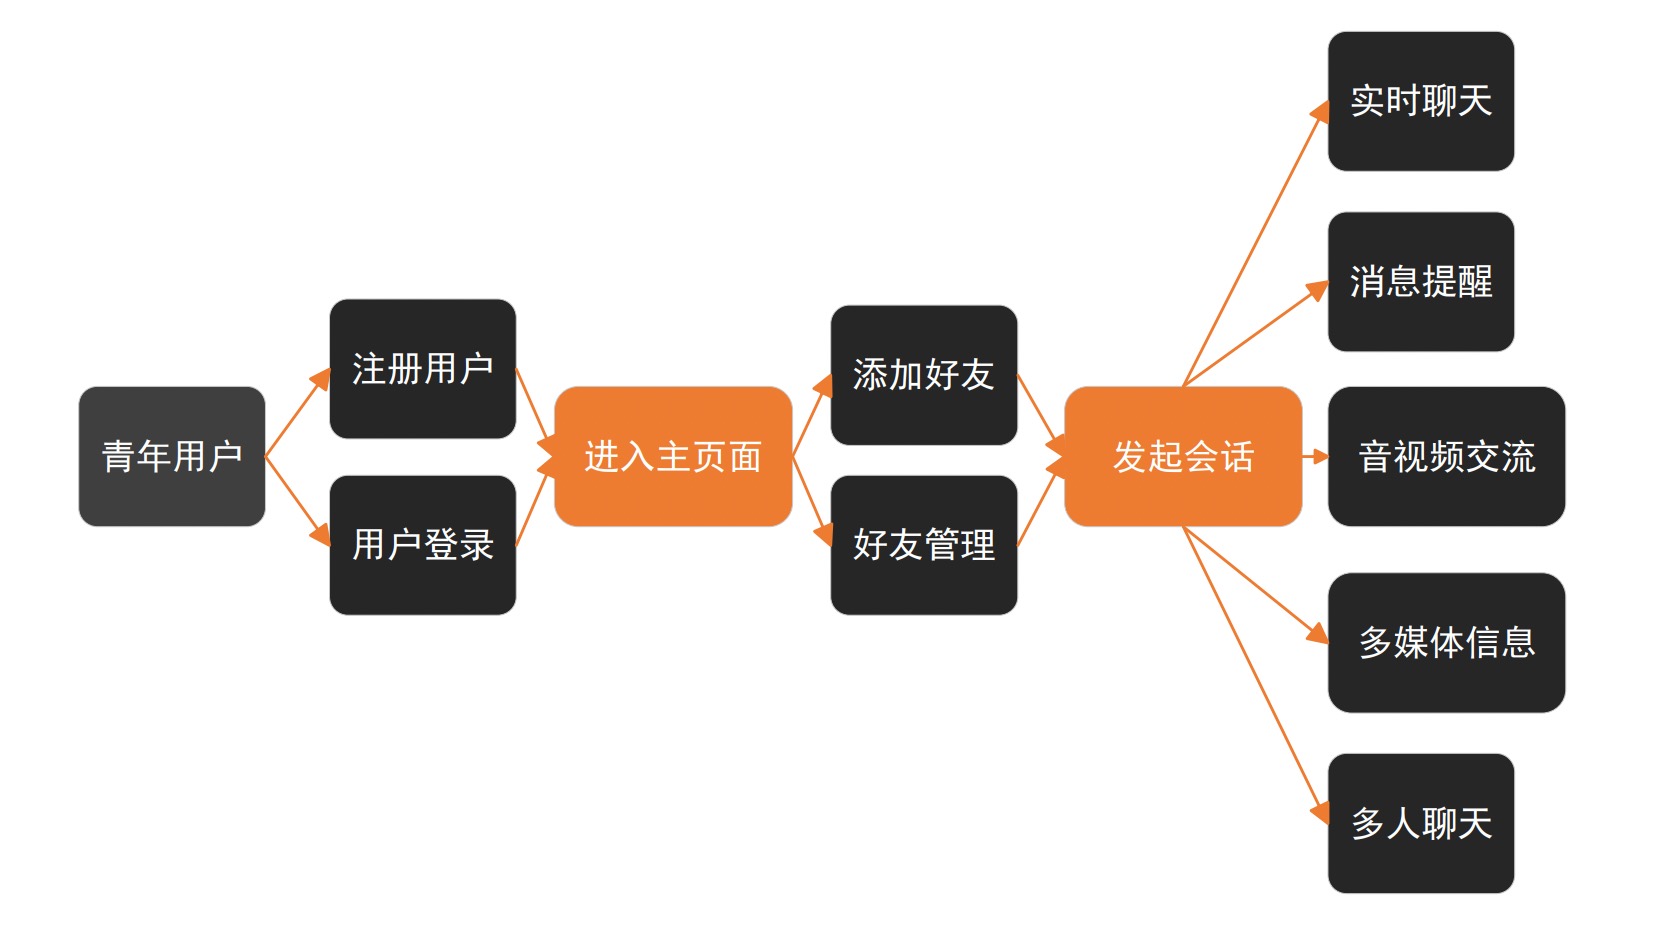 青年用户
注册用户
用户登录
进入主页面
添加好友
好友管理
发起会话
实时聊天
消息提醒
音视频交流
多媒体信息
多人聊天